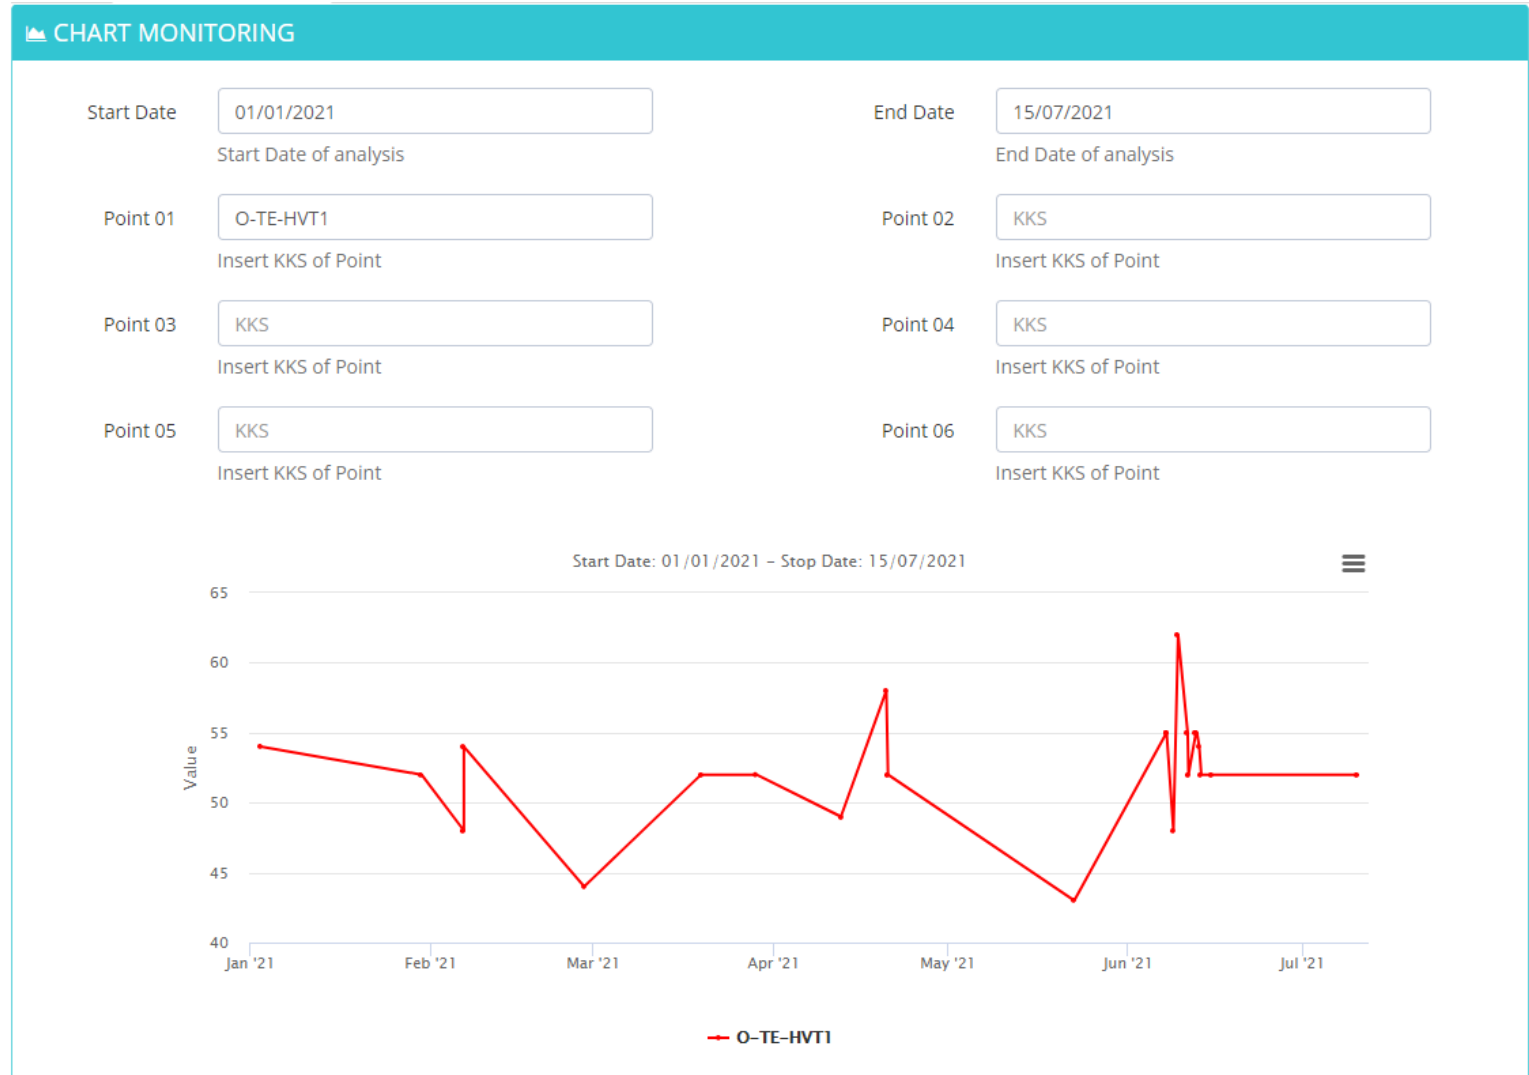 CHART MONITORING
Start Date 01/01/2021 End Date 15/07/2021
Start Date of analysis End Date of analysis
Point 01 O-TE-HVT1 Point 02 KKS
Insert KKS of Point Insert KKS of Point
Point 03 KKS Point 04 KKS
Insert KKS of Point Insert KKS of Point
Point 05 KKS Point 06 KKS
Insert KKS of Point Insert KKS of Point
Start Date: 01/01/2021 – Stop Date: 15/07/2021
65
60
55
Value
50
45
40
Jan '21 Feb '21 Mar '21 Apr '21 May '21 Jun '21 Jul '21
O-TE-HVT1